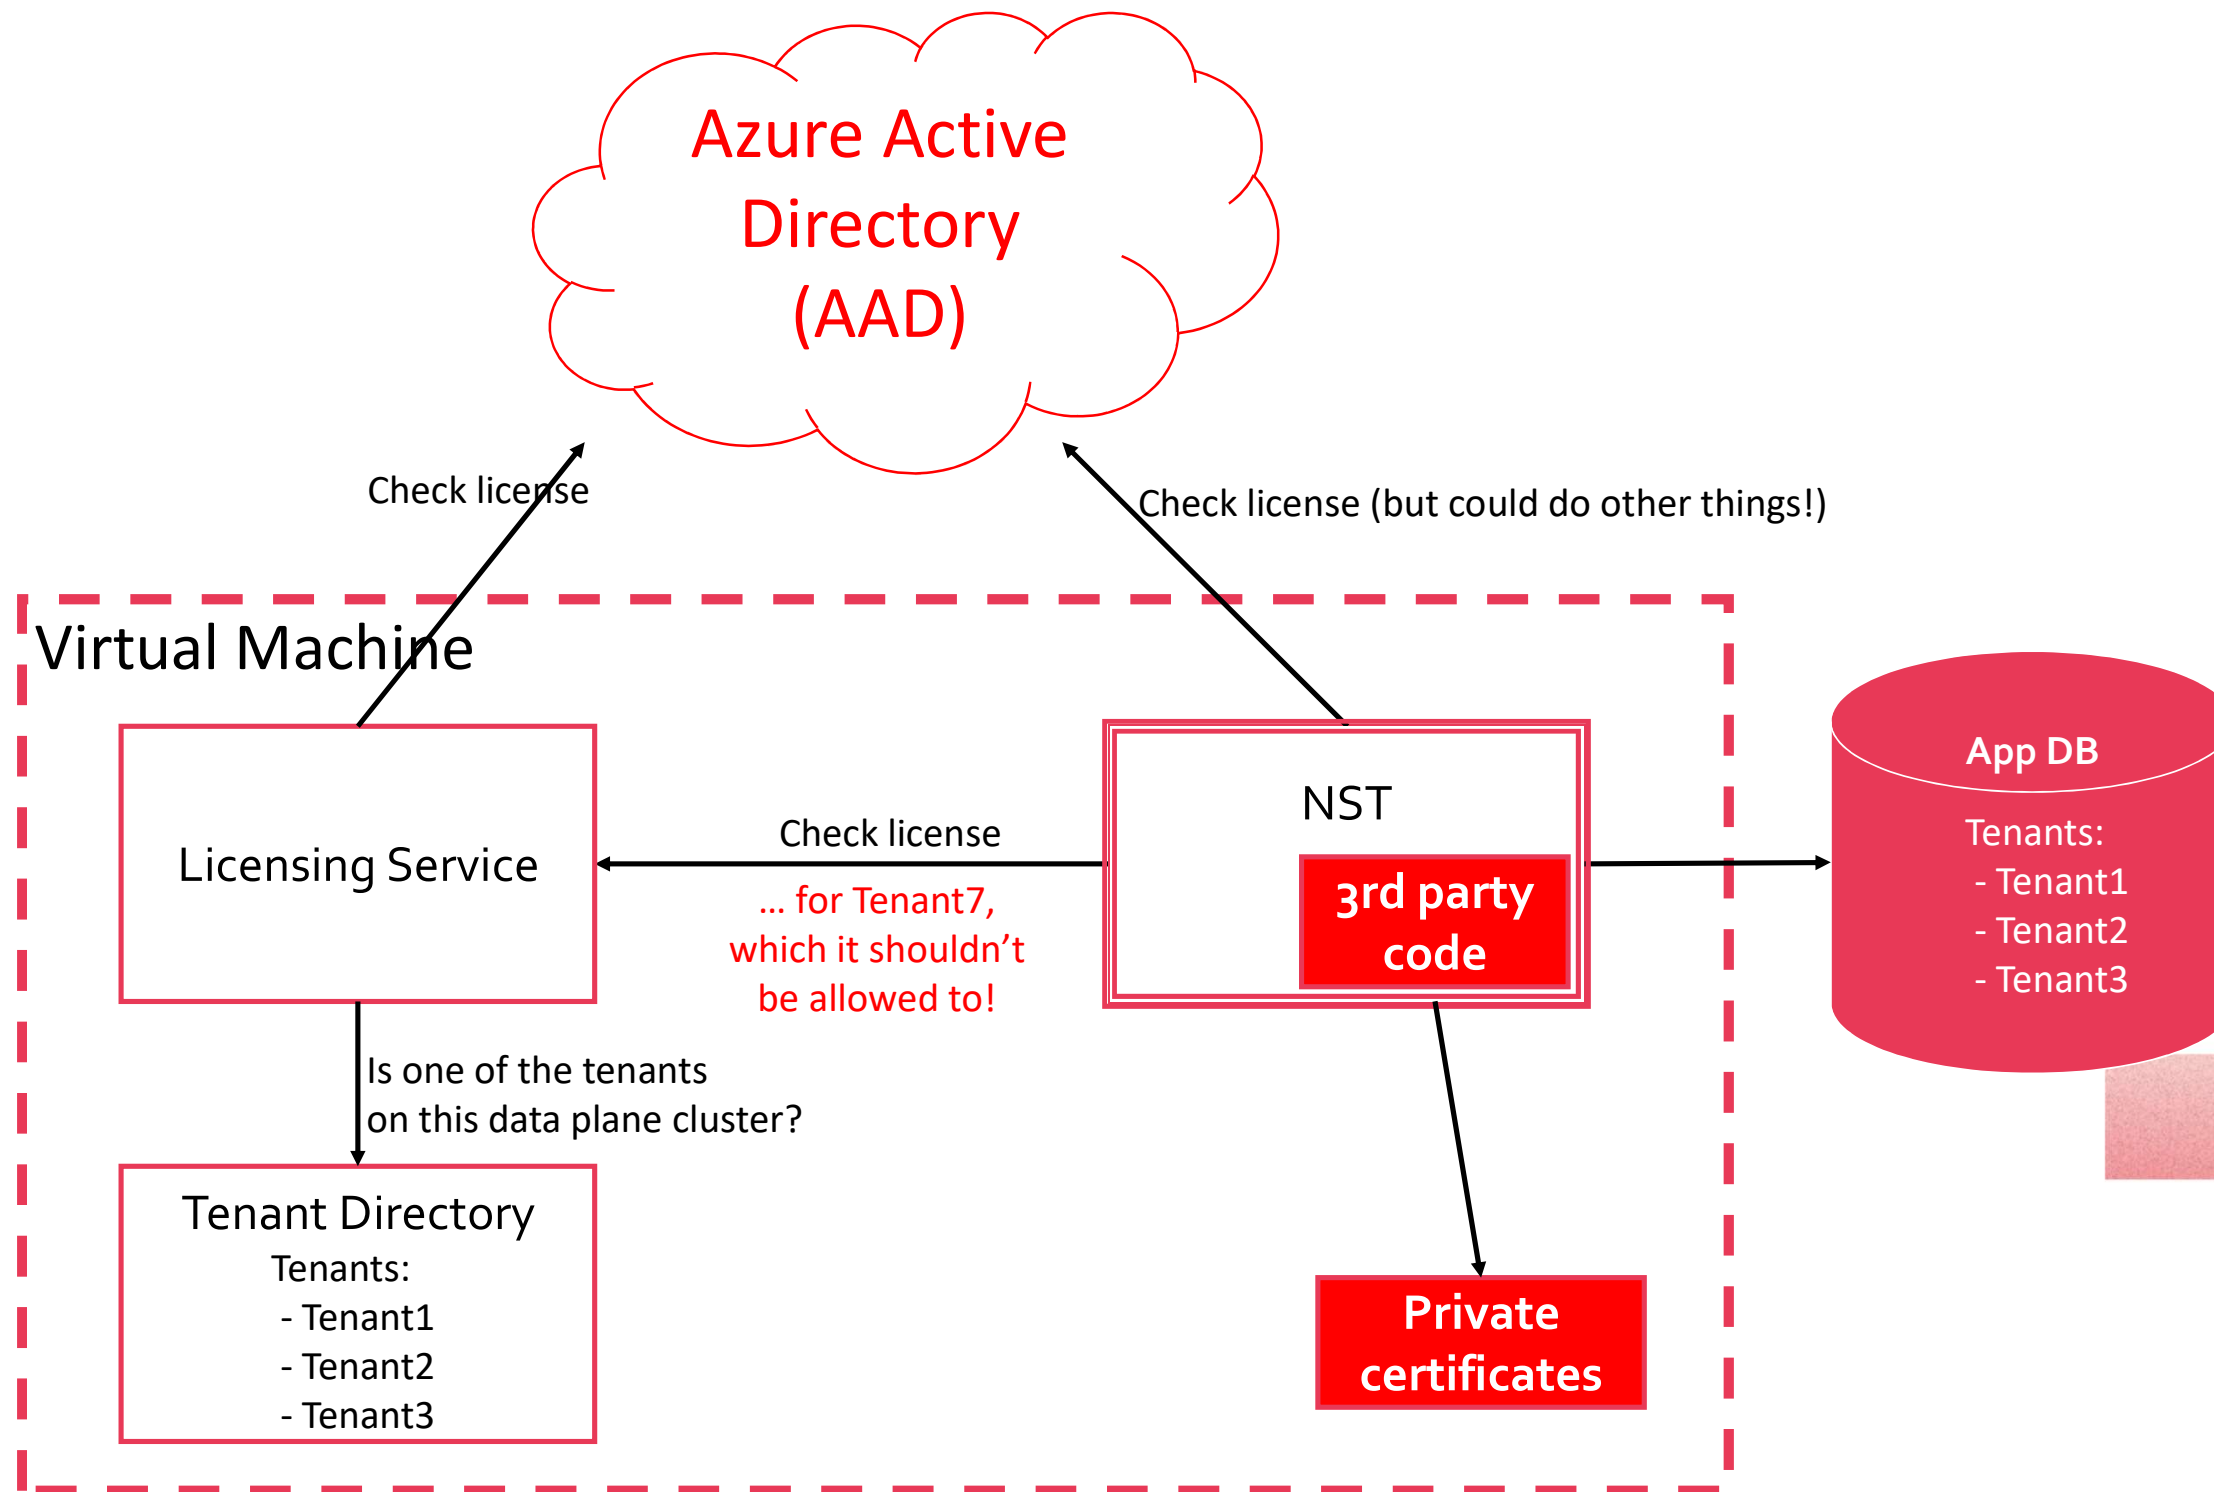 Azure Active
Directory
(AAD)
Check license
Check license (but could do other things!)
Virtual Machine
Licensing Service
Check license
... for Tenant7,
which it shouldn’t
be allowed to!
NST
3rd party
code
App DB
Tenants:
- Tenant1
- Tenant2
- Tenant3
Is one of the tenants
on this data plane cluster?
Tenant Directory
Tenants:
- Tenant1
- Tenant2
- Tenant3
Private
certificates